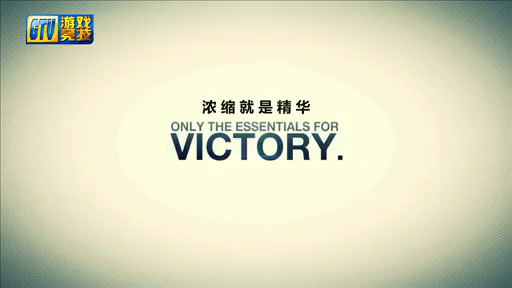 GTV 游戏
竞技
浓缩就是精华
ONLY THE ESSENTIALS FOR
VICTORY.